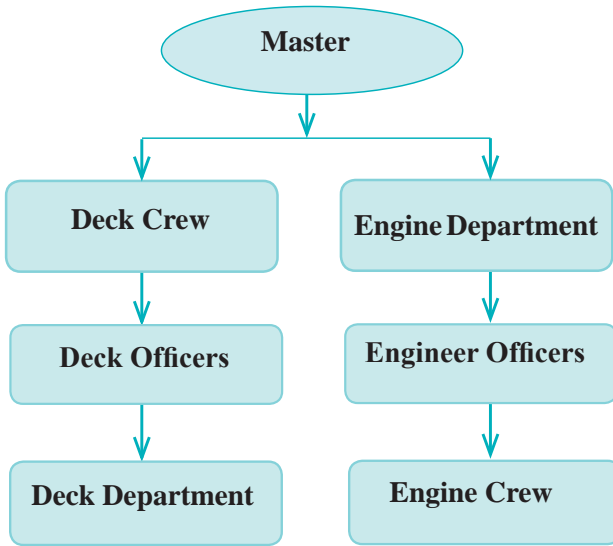 Master
Deck Crew
Engine Department
Deck Officers
Engineer Officers
Deck Department
Engine Crew